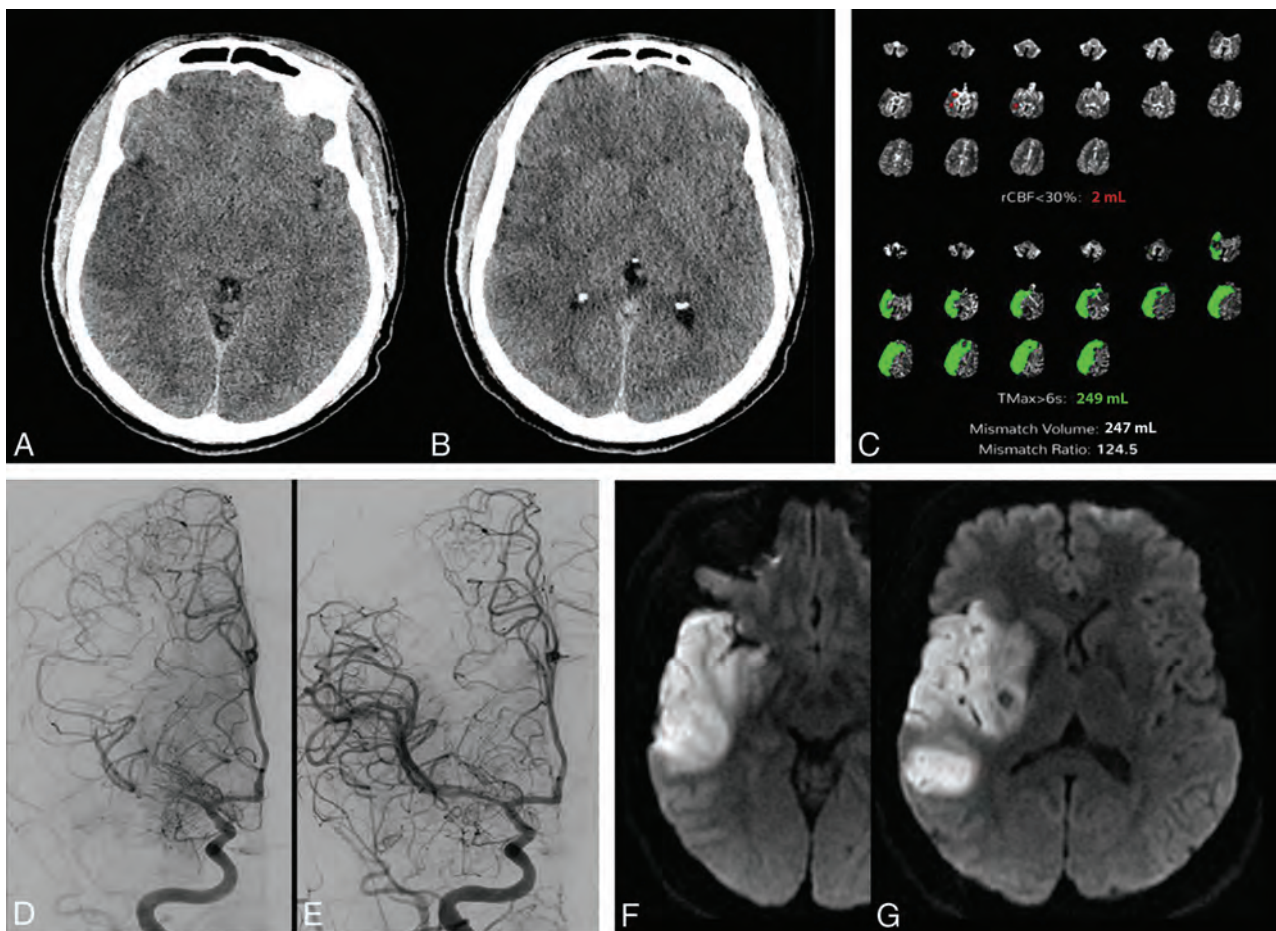 A
B
C
rCBF<30%: 2 mL
TMax>6s: 249 mL
Mismatch Volume: 247 mL
Mismatch Ratio: 124.5
D
E
F
G